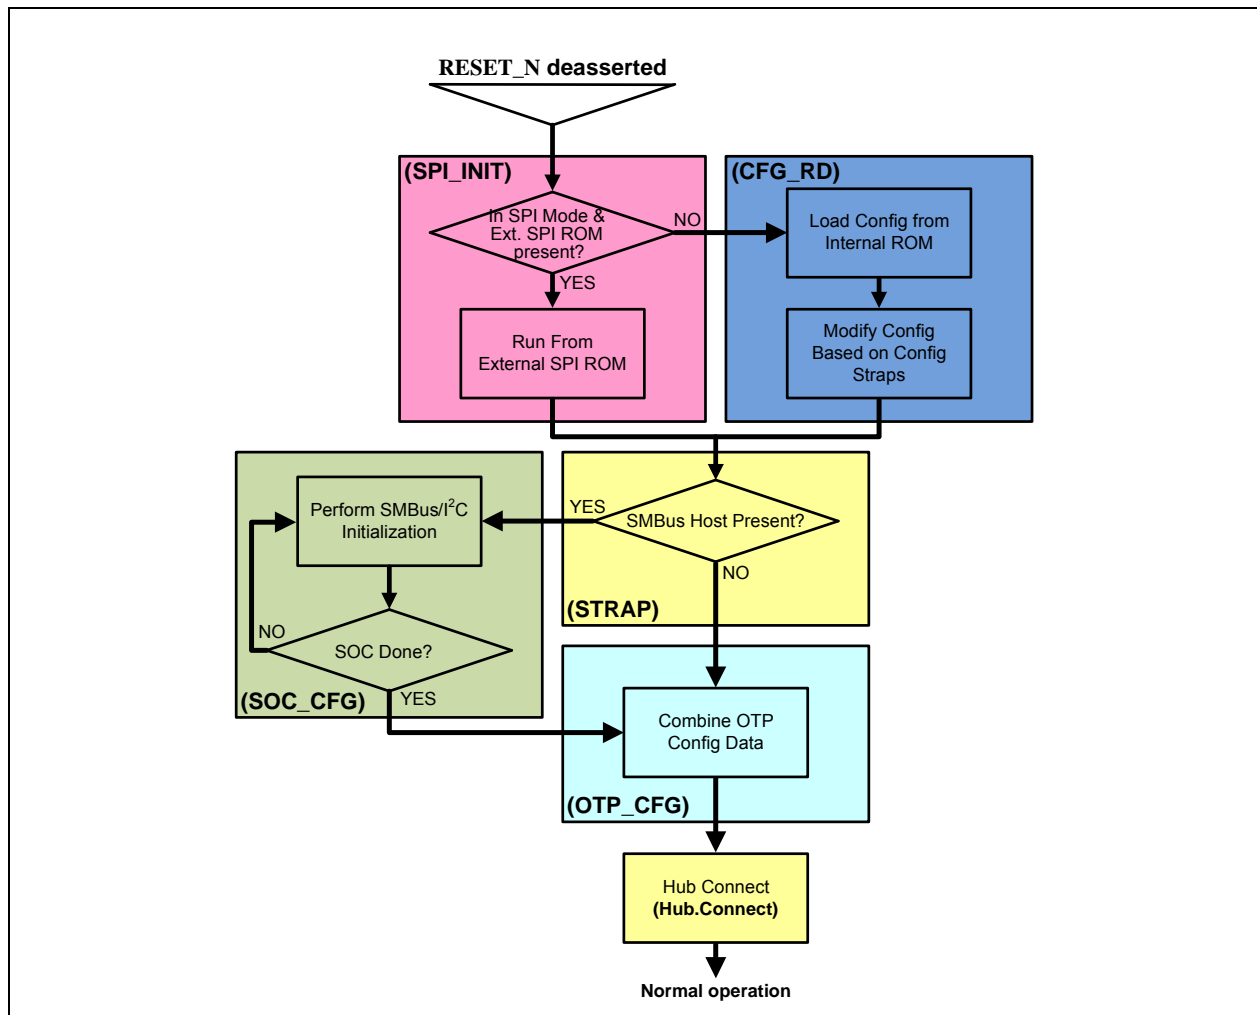 RESET_N deasserted
(SPI_INIT)
In SPI Mode &
Ext. SPI ROM
present?
NO
YES
Run From
External SPI ROM
(CFG_RD)
Load Config from
Internal ROM
Modify Config
Based on Config
Straps
SMBus Host Present?
YES
NO
(STRAP)
Perform SMBus/I²C
Initialization
SOC Done?
NO
YES
(SOC_CFG)
Combine OTP
Config Data
(OTP_CFG)
Hub Connect
(Hub.Connect)
Normal operation